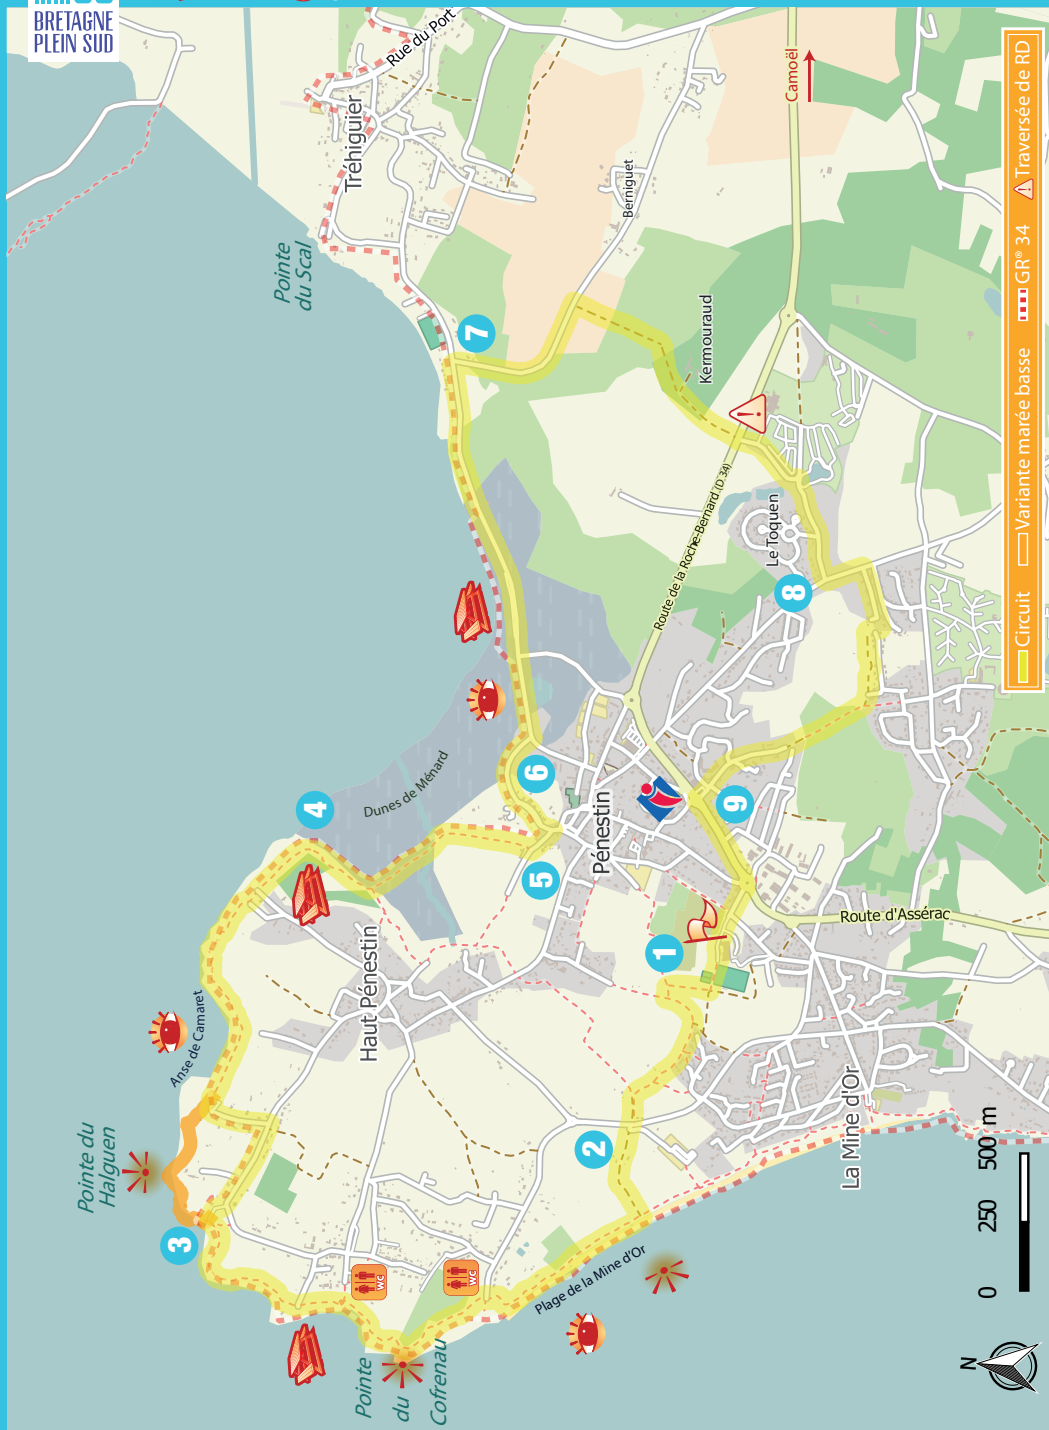 BRETAGNE
PLEIN SUD
Rue du Port
Tréhiguier
Pointe
du Scal
Camoël
Berniguet
Kermouraud
7
Route de la Roche-Bernard (D 34)
Le Toquen
8
Dunes de Ménard
4
6
5
Pénestin
9
1
Route d'Assérac
Haut Pénestin
Anse de Camaret
Pointe du
Halguen
3
2
La Mine d'Or
WC
WC
Plage de la Mine d'Or
Pointe
du
Cofrenau
N
0 250 500 m
Circuit Variante marée basse GR® 34 Traversée de RD